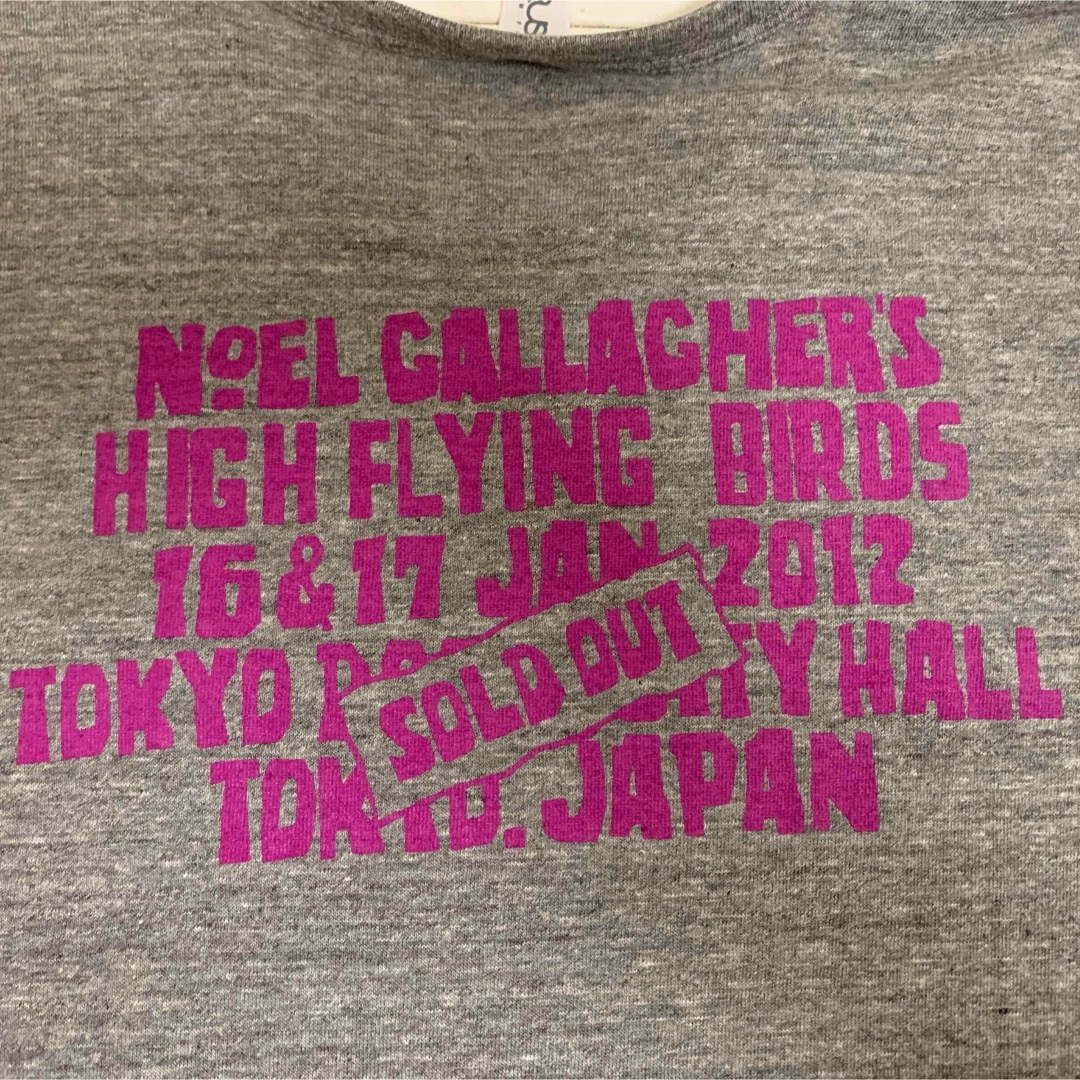 NoEL GALLAGHER'S
HIGH FLYING BIRDS
16 & 17 JAN 2012
TOKYO HALL
SOLD OUT
JAPAN